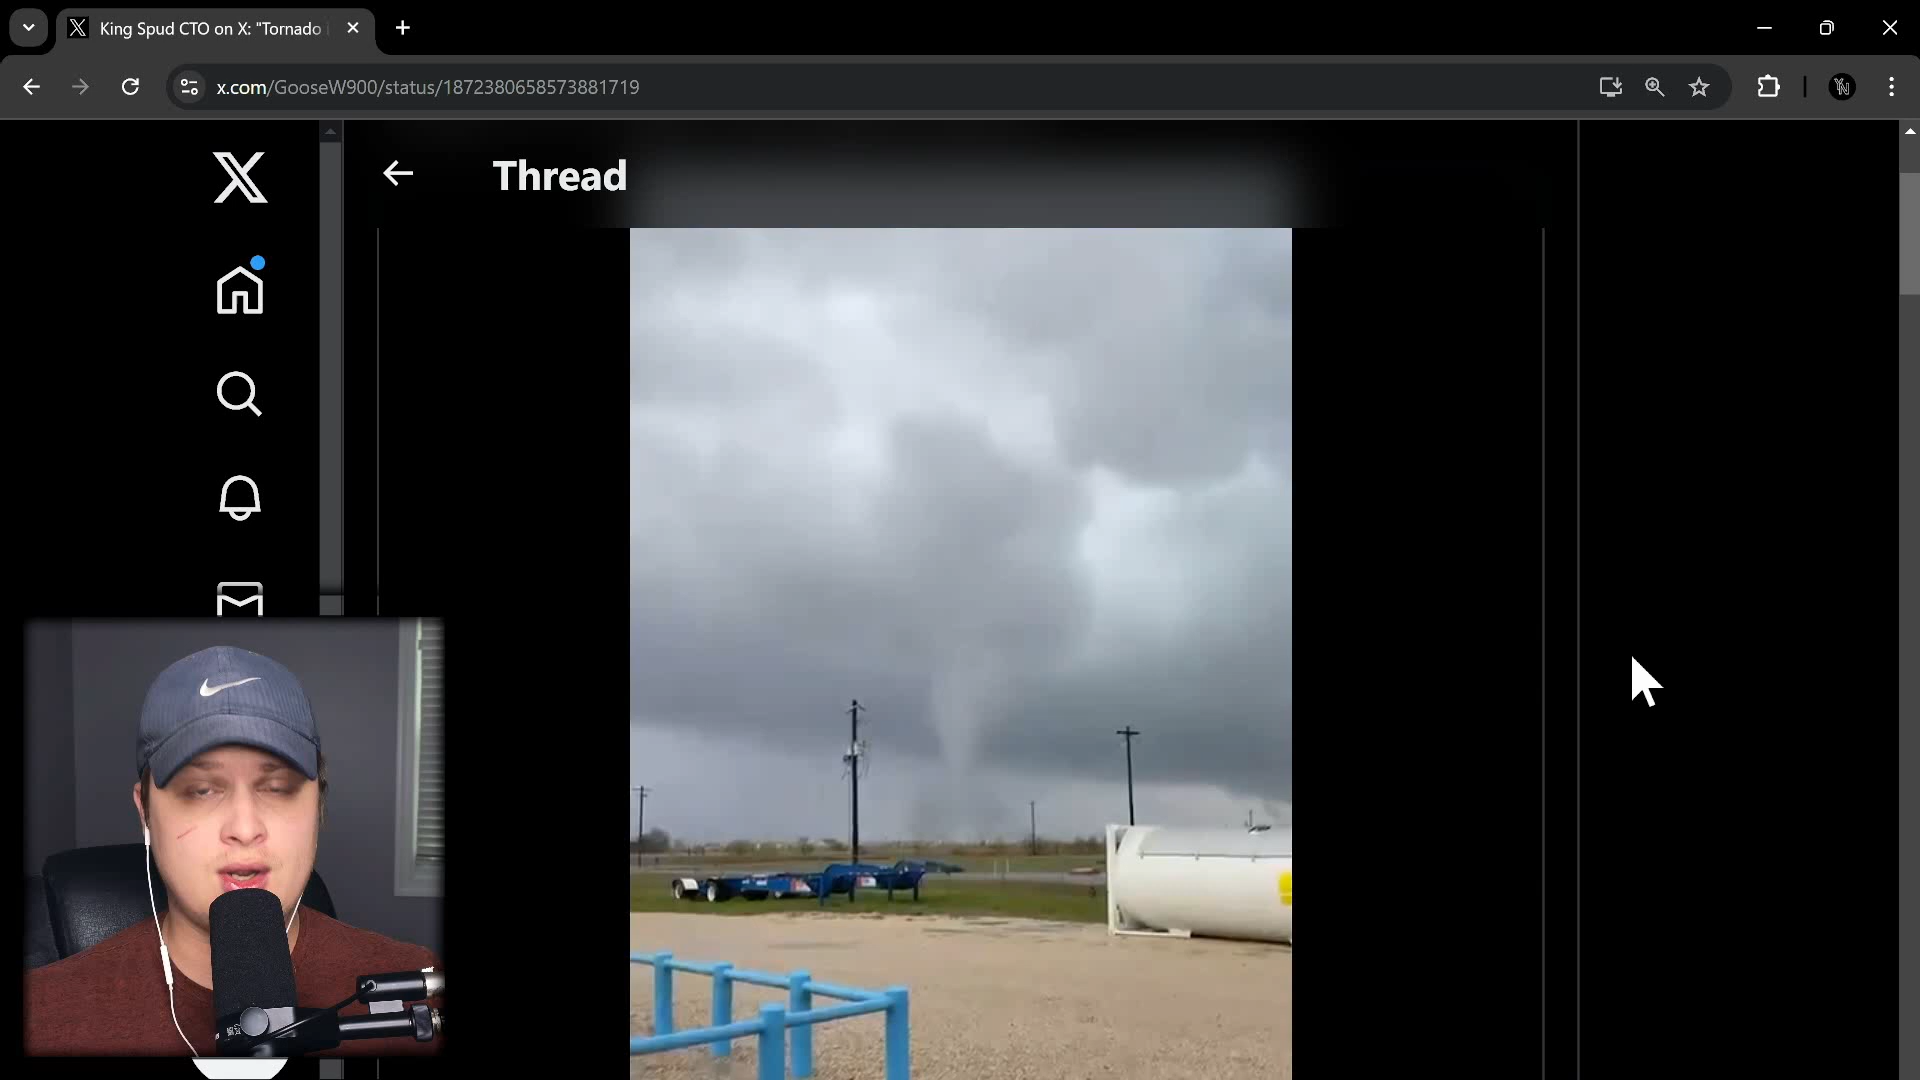 King Spud CTO on X: "Tornado
x.com/GooseW900/status/1872380658573881719
Thread